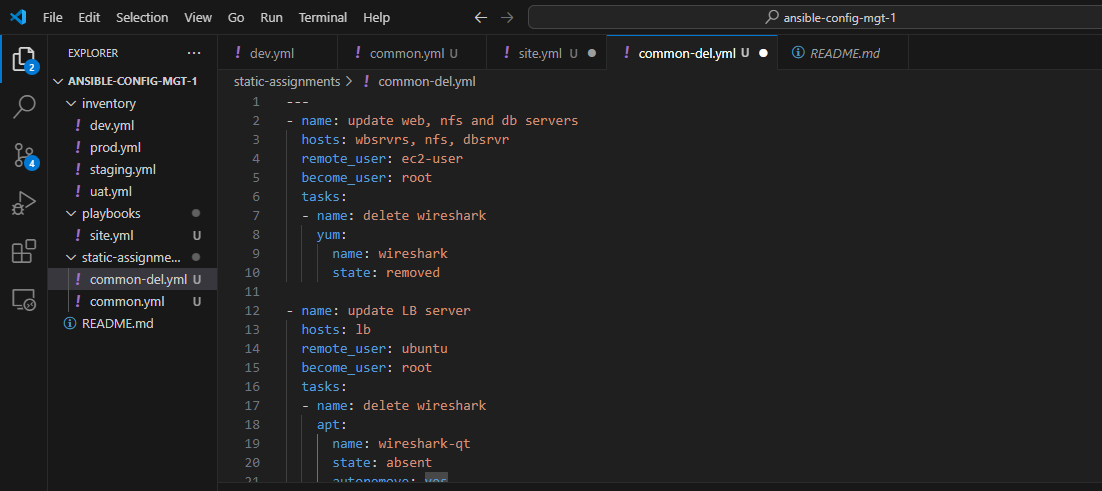 File Edit Selection View Go Run Terminal Help
ansible-config-mgt-1
EXPLORER
dev.yml
common.yml U
site.yml U
common-del.yml U
README.md
ANSIBLE-CONFIG-MGT-1
inventory
dev.yml
prod.yml
staging.yml
uat.yml
playbooks
site.yml U
static-assignme...
common-del.yml U
common.yml U
README.md
2
4
static-assignments > common-del.yml
1 ---
2 - name: update web, nfs and db servers
3 hosts: wbsrvrs, nfs, dbsrvr
4 remote_user: ec2-user
5 become_user: root
6 tasks:
7 - name: delete wireshark
8 yum:
9 name: wireshark
10 state: removed
11
12 - name: update LB server
13 hosts: lb
14 remote_user: ubuntu
15 become_user: root
16 tasks:
17 - name: delete wireshark
18 apt:
19 name: wireshark-qt
20 state: absent
21 autoremove: yes